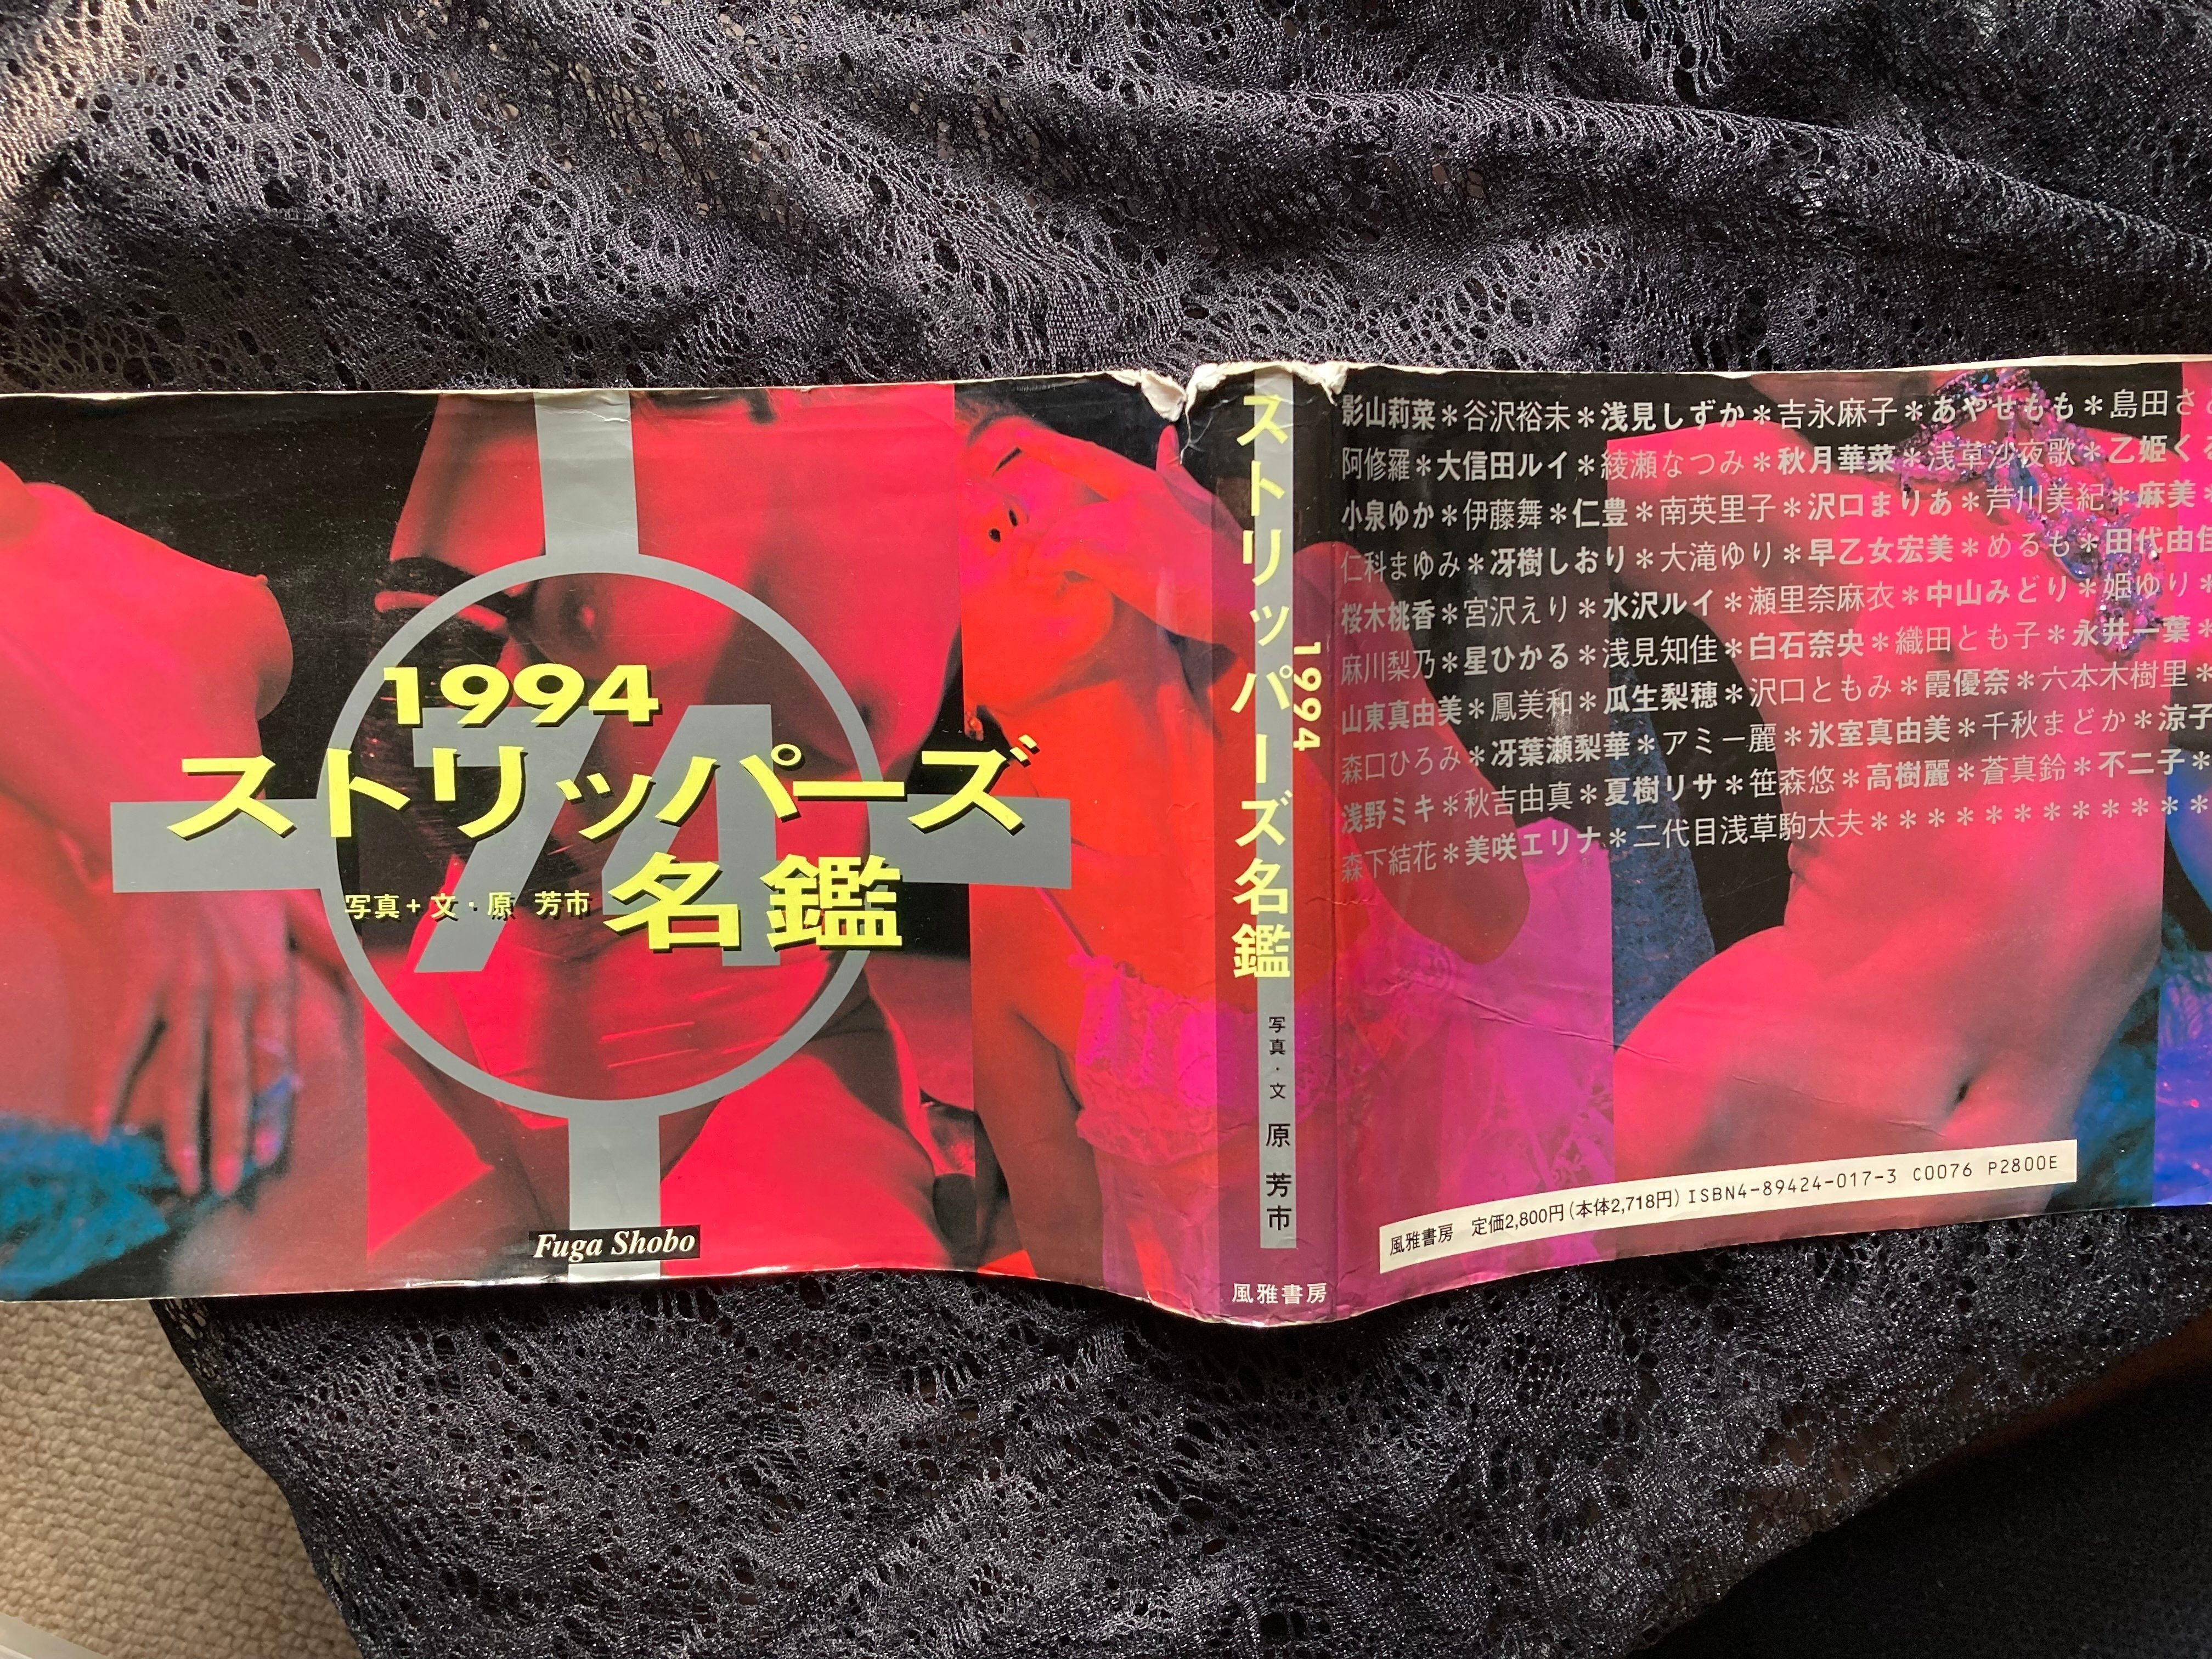 1994
74
ストリッパーズ
名鑑
写真+文・原 芳市
Fuga Shobo
1994
ストリッパーズ名鑑
写真・文 原 芳市
風雅書房
影山莉菜*谷沢裕未*浅見しずか*吉永麻子*あやせもも*島田さ
阿修羅*大信田ルイ*綾瀬なつみ*秋月華菜*浅草沙夜歌*乙姫くる
小泉ゆか*伊藤舞*仁豊*南英里子*沢口まりあ*芦川美紀*麻美*
仁科まゆみ*冴樹しおり*大滝ゆり*早乙女宏美*めるも*田代由佳
桜木桃香*宮沢えり*水沢ルイ*瀬里奈麻衣*中山みどり*姫ゆり*
麻川梨乃*星ひかる*浅見知佳*白石奈央*織田とも子*永井一葉*
山東真由美*鳳美和*瓜生梨穂*沢口ともみ*霞優奈*六本木樹里*
森口ひろみ*冴葉瀬梨華*アミー麗*氷室真由美*千秋まどか*涼子
浅野ミキ*秋吉由真*夏樹リサ*笹森悠*高樹麗*蒼真鈴*不二子*
森下結花*美咲エリナ*二代目浅草駒太夫************
風雅書房 定価2,800円(本体2,718円) ISBN4-89424-017-3 C0076 P2800E